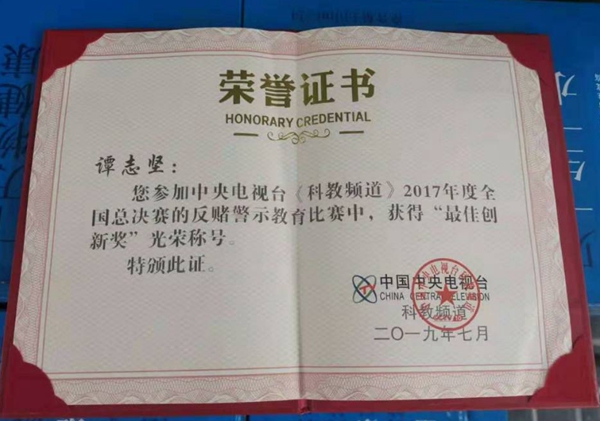 荣誉证书
HONORARY CREDENTIAL
谭志坚：
您参加中央电视台《科教频道》2017年度全
国总决赛的反赌警示教育比赛中，获得“最佳创
新奖”光荣称号。
特颁此证。
中国中央电视台
CHINA CENTRAL TELEVISION
科教频道
二〇一九年七月
康